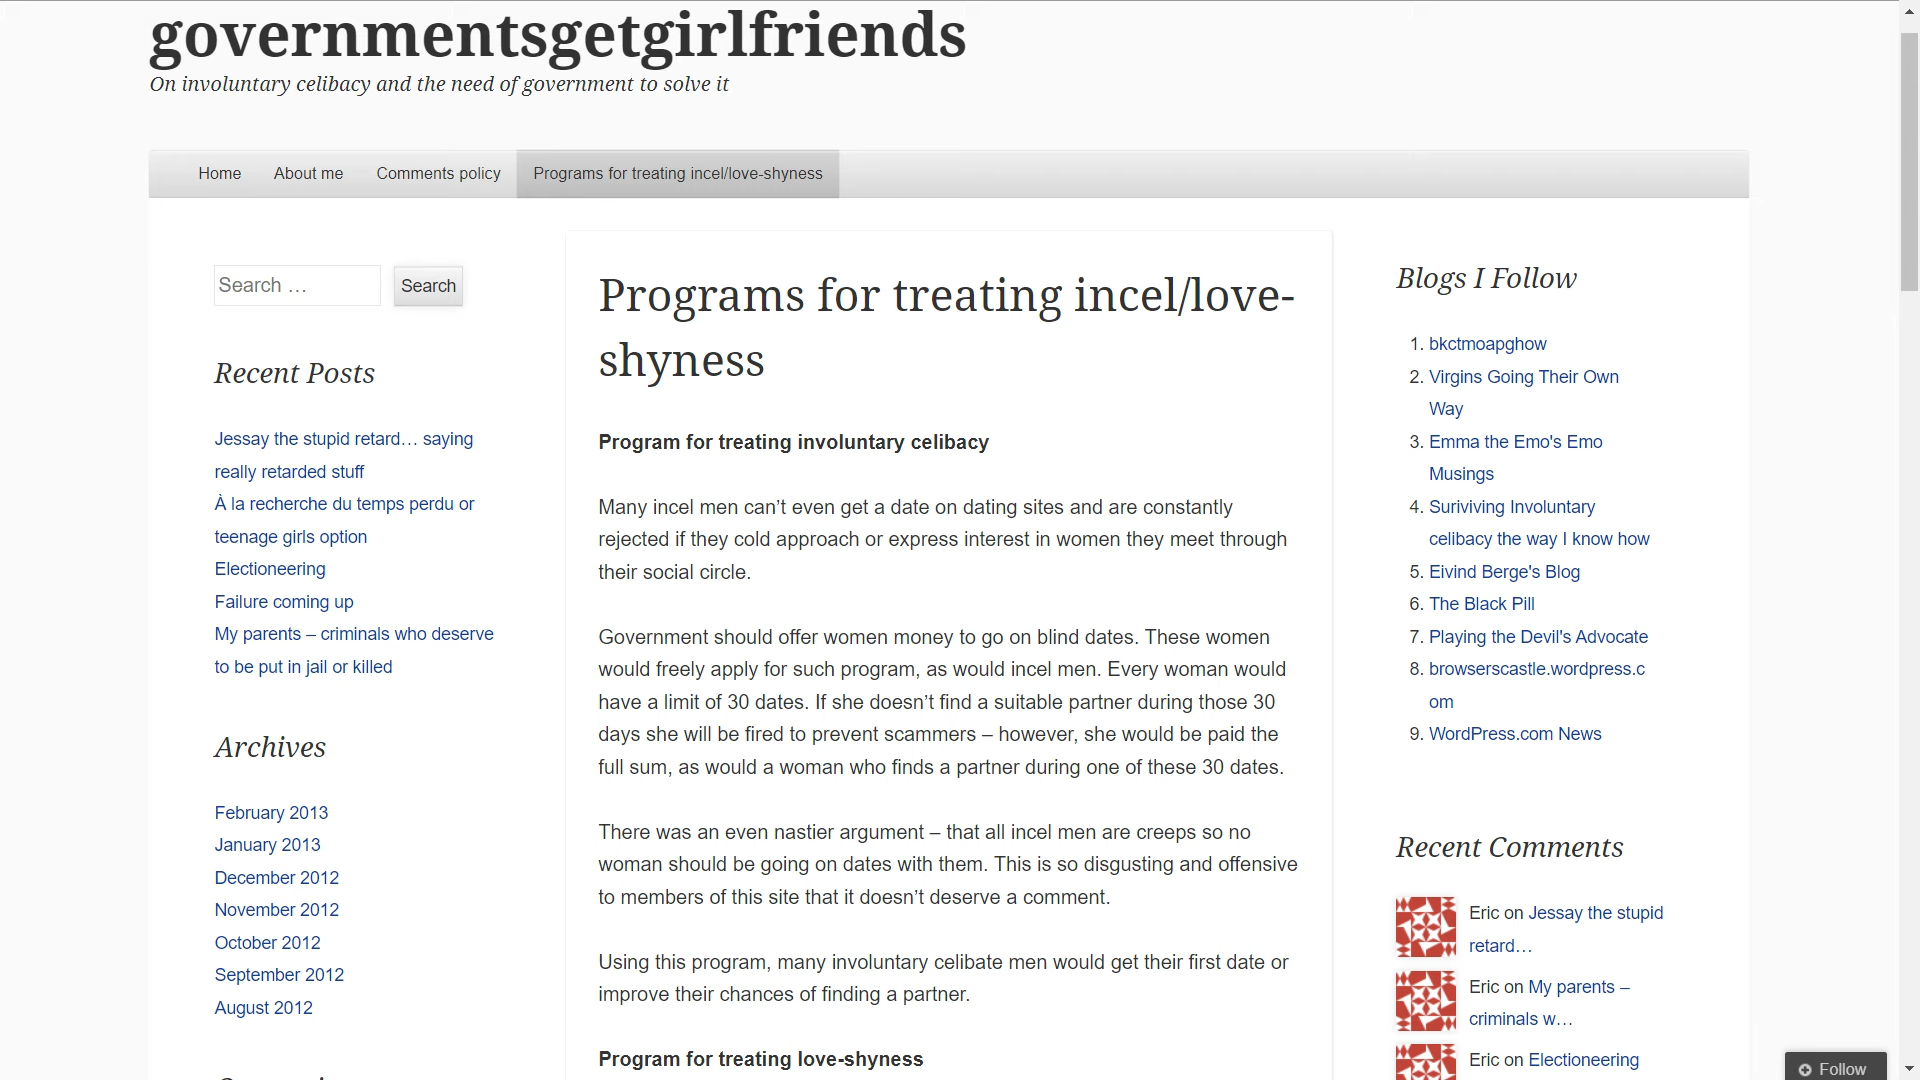 governmentsgetgirlfriends
On involuntary celibacy and the need of government to solve it
Home
About me
Comments policy
Programs for treating incel/love-shyness
Search …
Search
Recent Posts
Jessay the stupid retard… saying
really retarded stuff
À la recherche du temps perdu or
teenage girls option
Electioneering
Failure coming up
My parents – criminals who deserve
to be put in jail or killed
Archives
February 2013
January 2013
December 2012
November 2012
October 2012
September 2012
August 2012
Programs for treating incel/love-
shyness
Program for treating involuntary celibacy
Many incel men can’t even get a date on dating sites and are constantly
rejected if they cold approach or express interest in women they meet through
their social circle.
Government should offer women money to go on blind dates. These women
would freely apply for such program, as would incel men. Every woman would
have a limit of 30 dates. If she doesn’t find a suitable partner during those 30
days she will be fired to prevent scammers – however, she would be paid the
full sum, as would a woman who finds a partner during one of these 30 dates.
There was an even nastier argument – that all incel men are creeps so no
woman should be going on dates with them. This is so disgusting and offensive
to members of this site that it doesn’t deserve a comment.
Using this program, many involuntary celibate men would get their first date or
improve their chances of finding a partner.
Program for treating love-shyness
Blogs I Follow
1. bkctmoapghow
2. Virgins Going Their Own
Way
3. Emma the Emo's Emo
Musings
4. Suriviving Involuntary
celibacy the way I know how
5. Eivind Berge's Blog
6. The Black Pill
7. Playing the Devil's Advocate
8. browserscastle.wordpress.c
om
9. WordPress.com News
Recent Comments
Eric on Jessay the stupid
retard…
Eric on My parents –
criminals w…
Eric on Electioneering
Follow